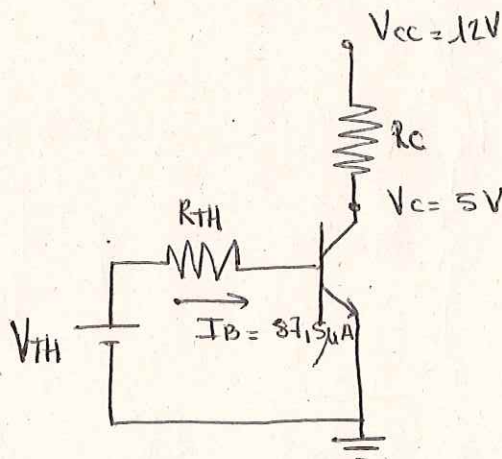 VCC = 12V
RC
VC = 5V
RTH
IB = 87,5µA
VTH